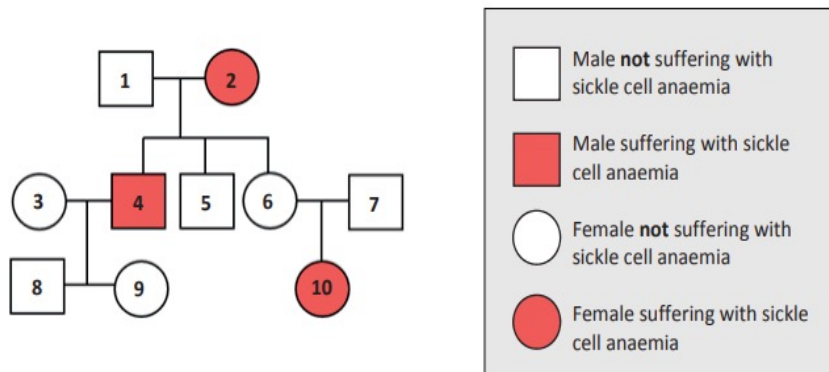 1
2
3
4
5
6
7
8
9
10
Male not suffering with
sickle cell anaemia
Male suffering with sickle
cell anaemia
Female not suffering with
sickle cell anaemia
Female suffering with sickle
cell anaemia